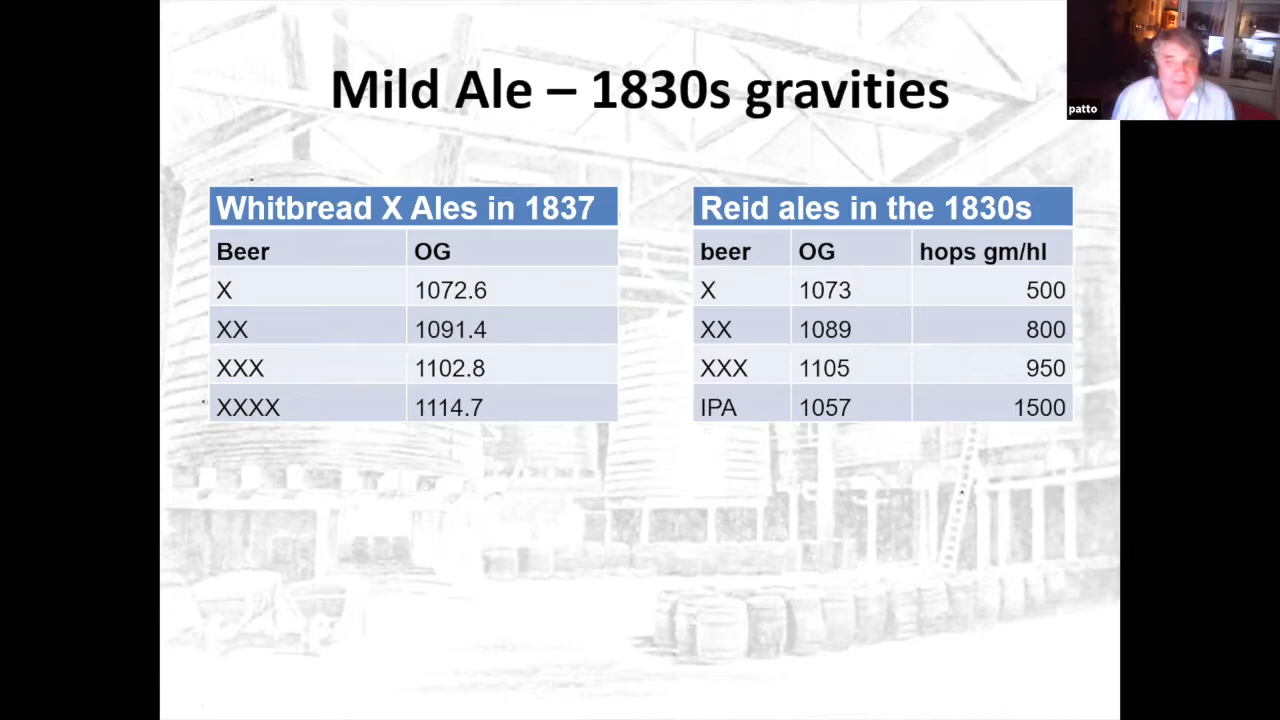 Mild Ale – 1830s gravities
patto
Whitbread X Ales in 1837
Beer OG
X 1072.6
XX 1091.4
XXX 1102.8
XXXX 1114.7
Reid ales in the 1830s
beer OG hops gm/hl
X 1073 500
XX 1089 800
XXX 1105 950
IPA 1057 1500